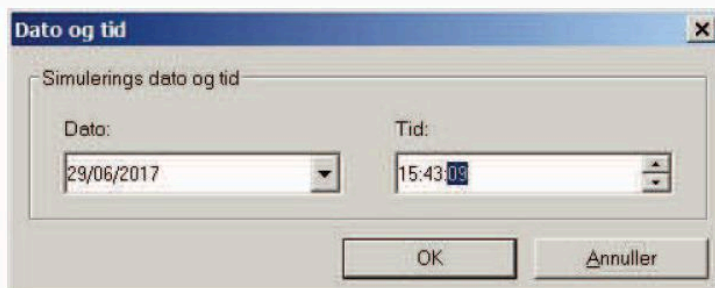 Dato og tid
Simulerings dato og tid
Dato: Tid:
29/06/2017 15:43:09
OK Annuller